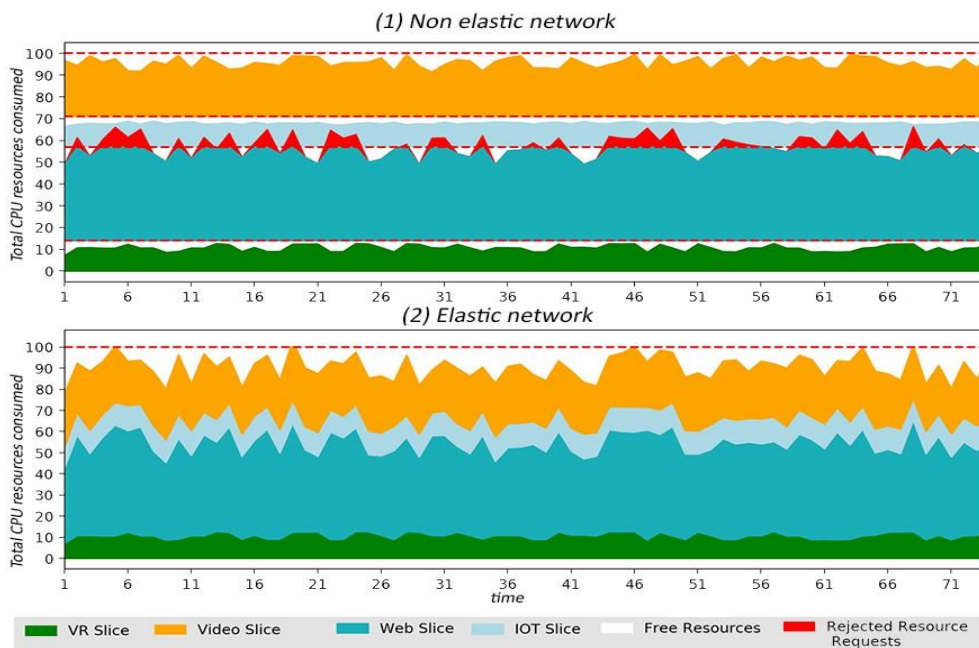 (1) Non elastic network
Total CPU resources consumed
100
90
80
70
60
50
40
30
20
10
0
1 6 11 16 21 26 31 36 41 46 51 56 61 66 71
(2) Elastic network
Total CPU resources consumed
100
90
80
70
60
50
40
30
20
10
0
1 6 11 16 21 26 31 36 41 46 51 56 61 66 71
time
VR Slice Video Slice Web Slice IOT Slice Free Resources Rejected Resource
Requests